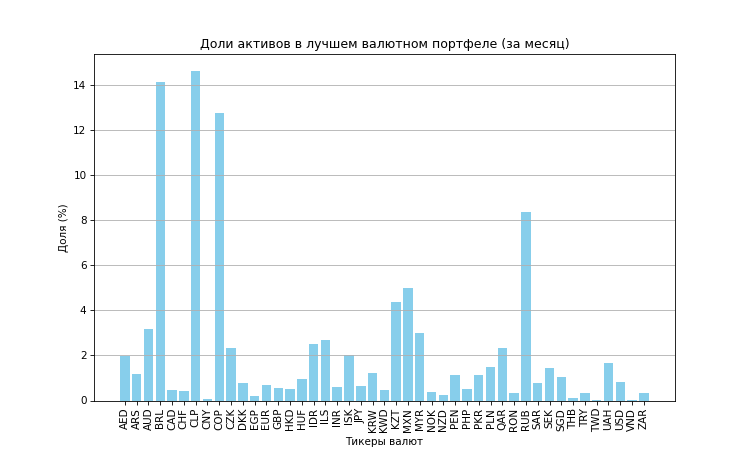 Доли активов в лучшем валютном портфеле (за месяц)
Доля (%)
14
12
10
8
6
4
2
0
AED ARS AUD BRL CAD CHF CLP CNY COP CZK DKK EGP EUR GBP HKD HUF IDR ILS INR ISK JPY KRW KWD KZT MXN MYR NOK NZD PEN PHP PKR PLN QAR RON RUB SAR SEK SGD THB TRY TWD UAH USD VND ZAR
Тикеры валют